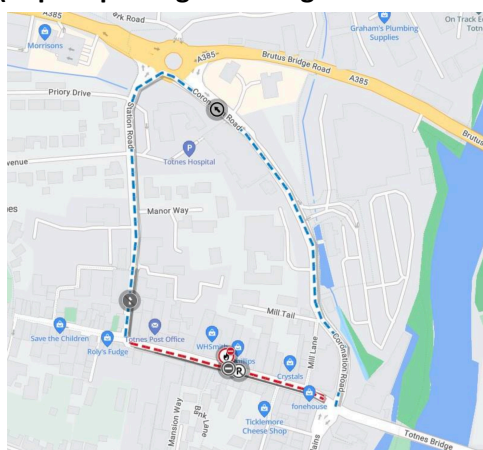 Morrisons
Park Road
A385
Graham's Plumbing
Supplies
On Track
Brutus Bridge Road
A385
Brutus
Priory Drive
Station Road
Coronation Road
P
Totnes Hospital
Manor Way
Mill Tail
Save the Children
Roly's Fudge
Totnes Post Office
WHSmith
R
Crystals
Mill Lane
Coronation Road
fonehouse
Mansion Way
Bank Lane
Ticklemore
Cheese Shop
Totnes Bridge